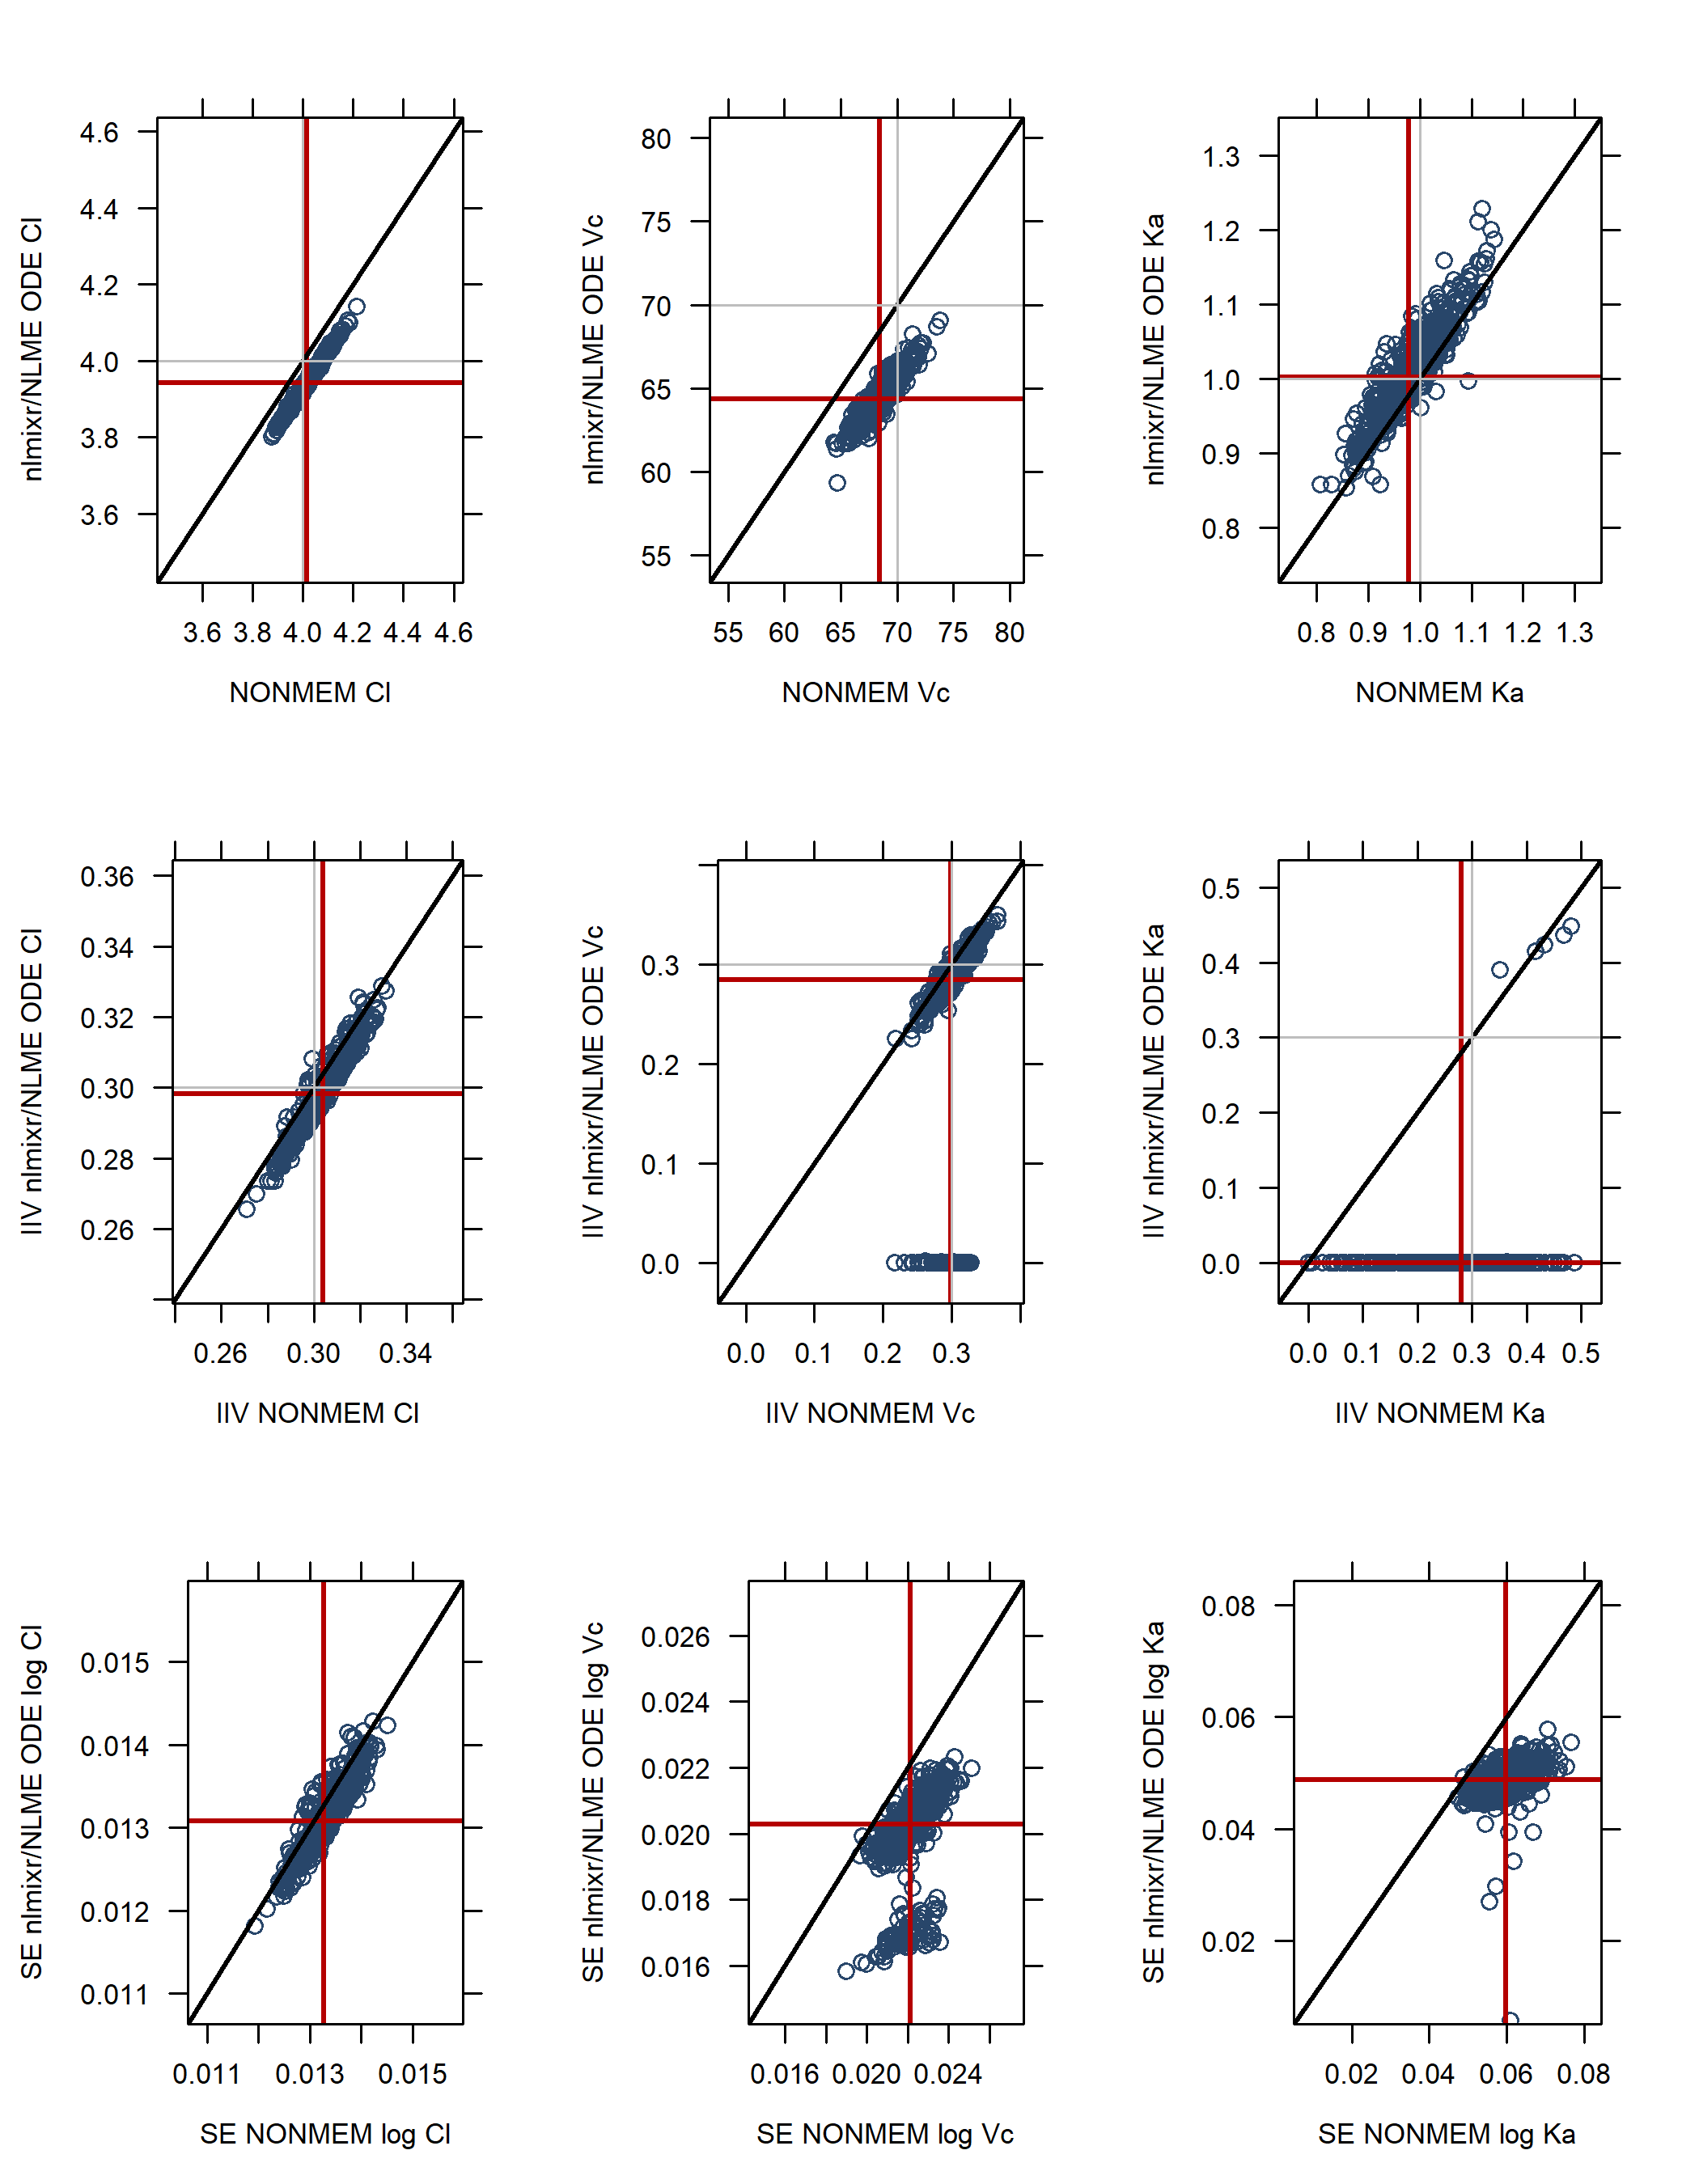 nlmixr/NLME ODE Cl
4.6
4.4
4.2
4.0
3.8
3.6
3.6 3.8 4.0 4.2 4.4 4.6
NONMEM Cl
nlmixr/NLME ODE Vc
80
75
70
65
60
55
55 60 65 70 75 80
NONMEM Vc
nlmixr/NLME ODE Ka
1.3
1.2
1.1
1.0
0.9
0.8
0.8 0.9 1.0 1.1 1.2 1.3
NONMEM Ka
IIV nlmixr/NLME ODE Cl
0.36
0.34
0.32
0.30
0.28
0.26
0.26 0.30 0.34
IIV NONMEM Cl
IIV nlmixr/NLME ODE Vc
0.3
0.2
0.1
0.0
0.0 0.1 0.2 0.3
IIV NONMEM Vc
IIV nlmixr/NLME ODE Ka
0.5
0.4
0.3
0.2
0.1
0.0
0.0 0.1 0.2 0.3 0.4 0.5
IIV NONMEM Ka
SE nlmixr/NLME ODE log Cl
0.015
0.014
0.013
0.012
0.011
0.011 0.013 0.015
SE NONMEM log Cl
SE nlmixr/NLME ODE log Vc
0.026
0.024
0.022
0.020
0.018
0.016
0.016 0.020 0.024
SE NONMEM log Vc
SE nlmixr/NLME ODE log Ka
0.08
0.06
0.04
0.02
0.02 0.04 0.06 0.08
SE NONMEM log Ka